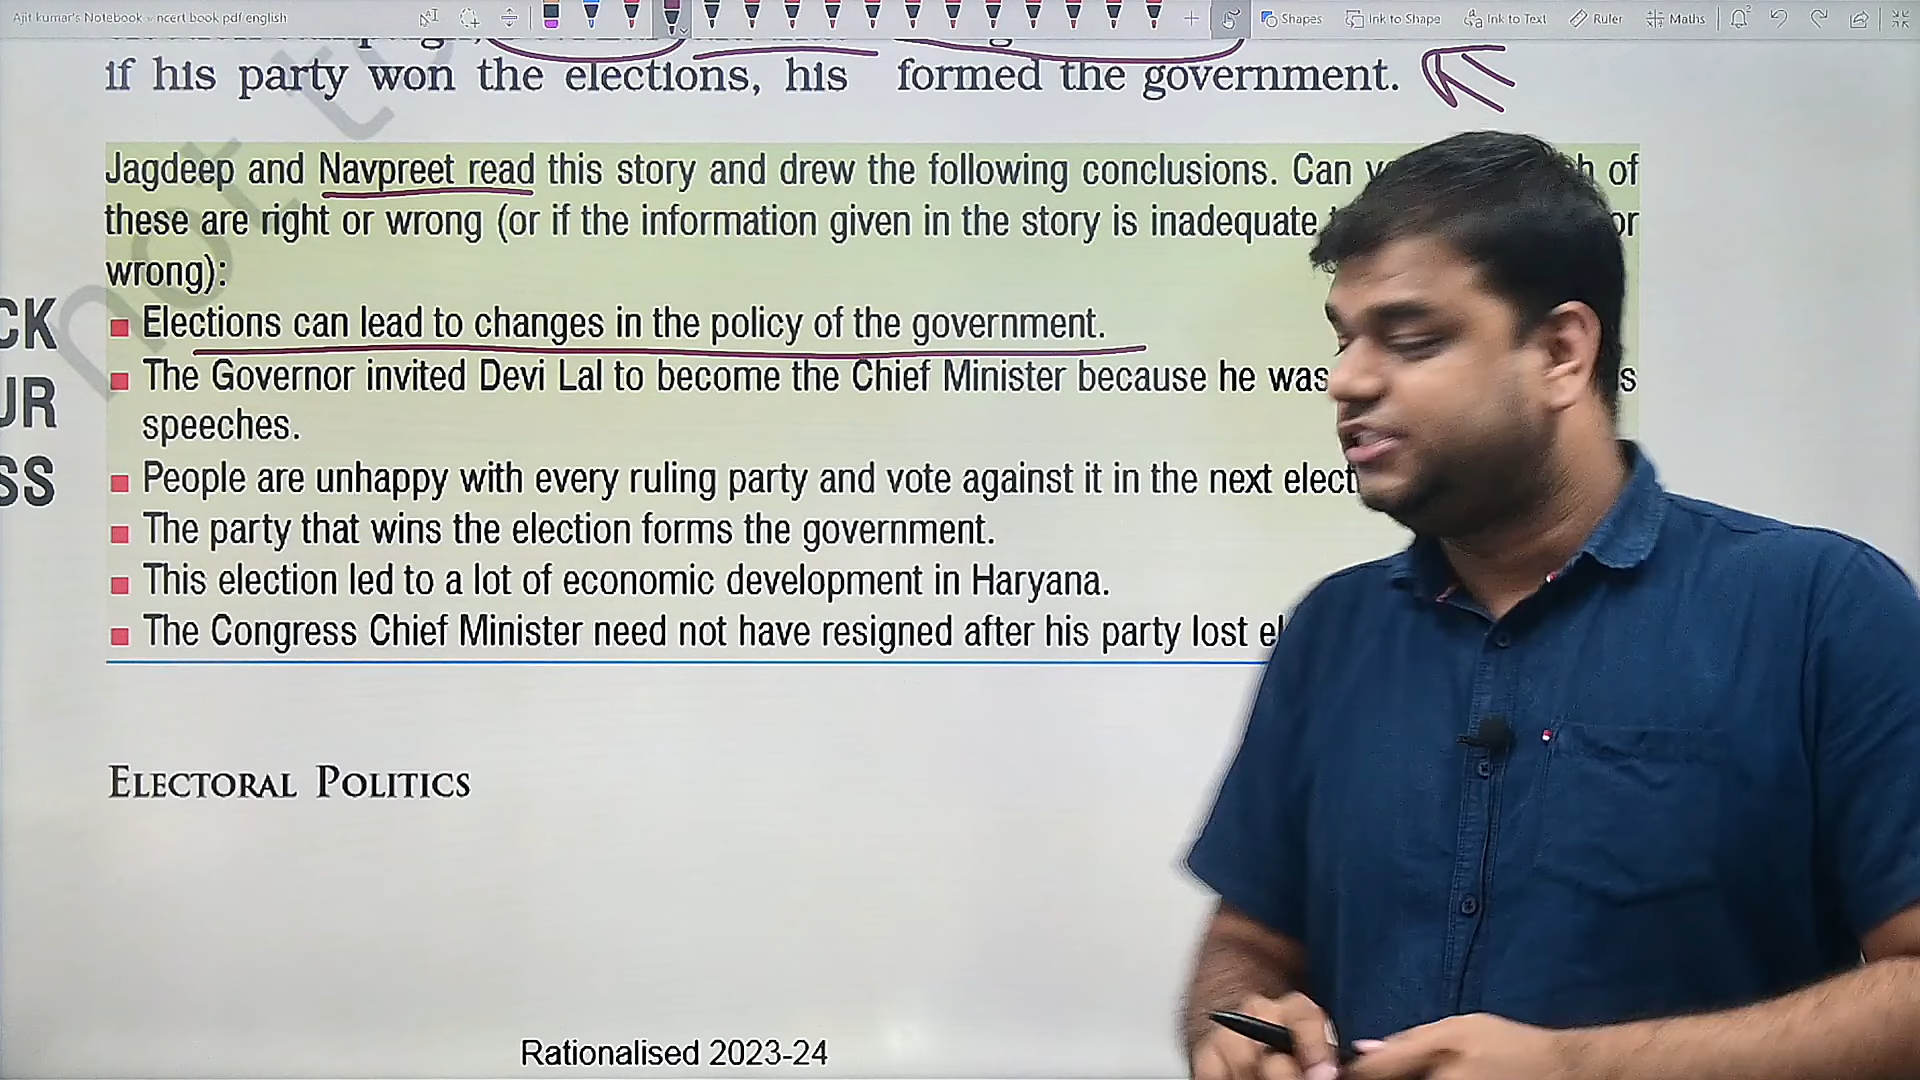 Ajit kumar's Notebook » ncert book pdf english
Shapes Ink to Shape Ink to Text Ruler Maths
if his party won the elections, his formed the government.
Jagdeep and Navpreet read this story and drew the following conclusions. Can of
these are right or wrong (or if the information given in the story is inadequate or
wrong):
CK
UR
SS
Elections can lead to changes in the policy of the government.
The Governor invited Devi Lal to become the Chief Minister because he was
speeches.
People are unhappy with every ruling party and vote against it in the next elect
The party that wins the election forms the government.
This election led to a lot of economic development in Haryana.
The Congress Chief Minister need not have resigned after his party lost el
not t
ELECTORAL POLITICS
Rationalised 2023-24